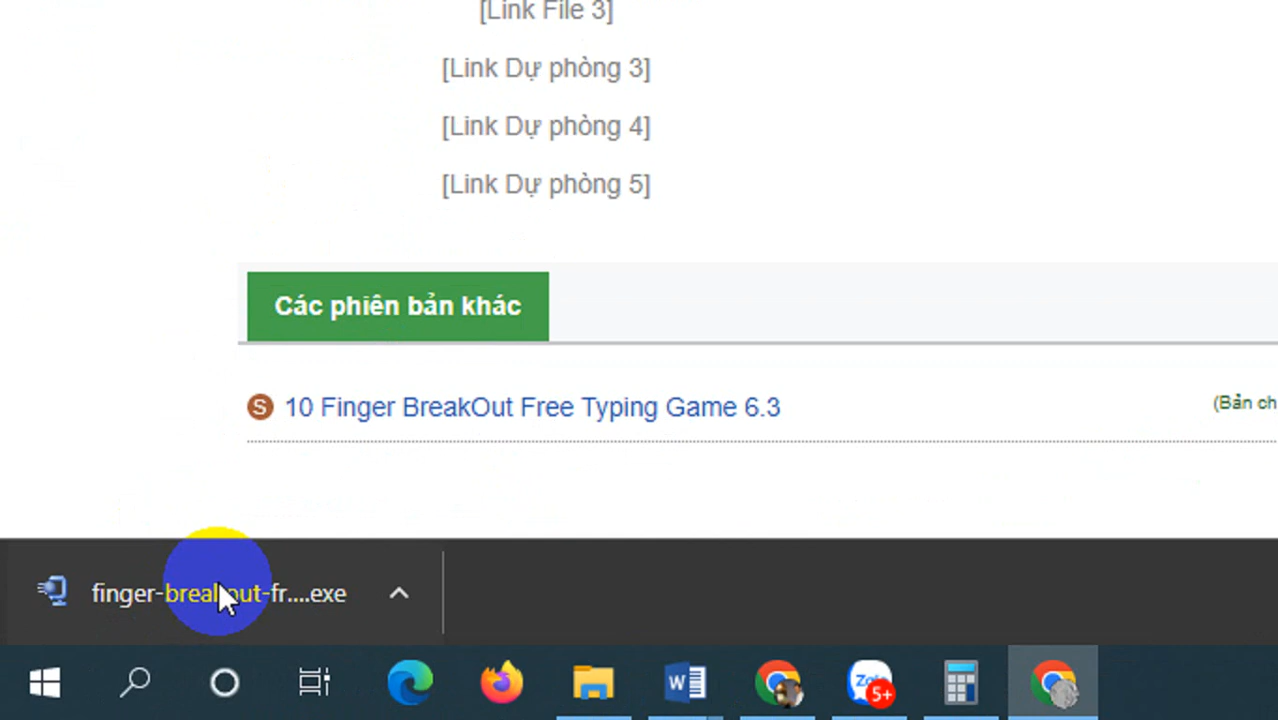 [Link File 3]
[Link Dự phòng 3]
[Link Dự phòng 4]
[Link Dự phòng 5]
Các phiên bản khác
S 10 Finger BreakOut Free Typing Game 6.3
(Bản ch
finger-breakout-fr....exe
W
Zalo
5+